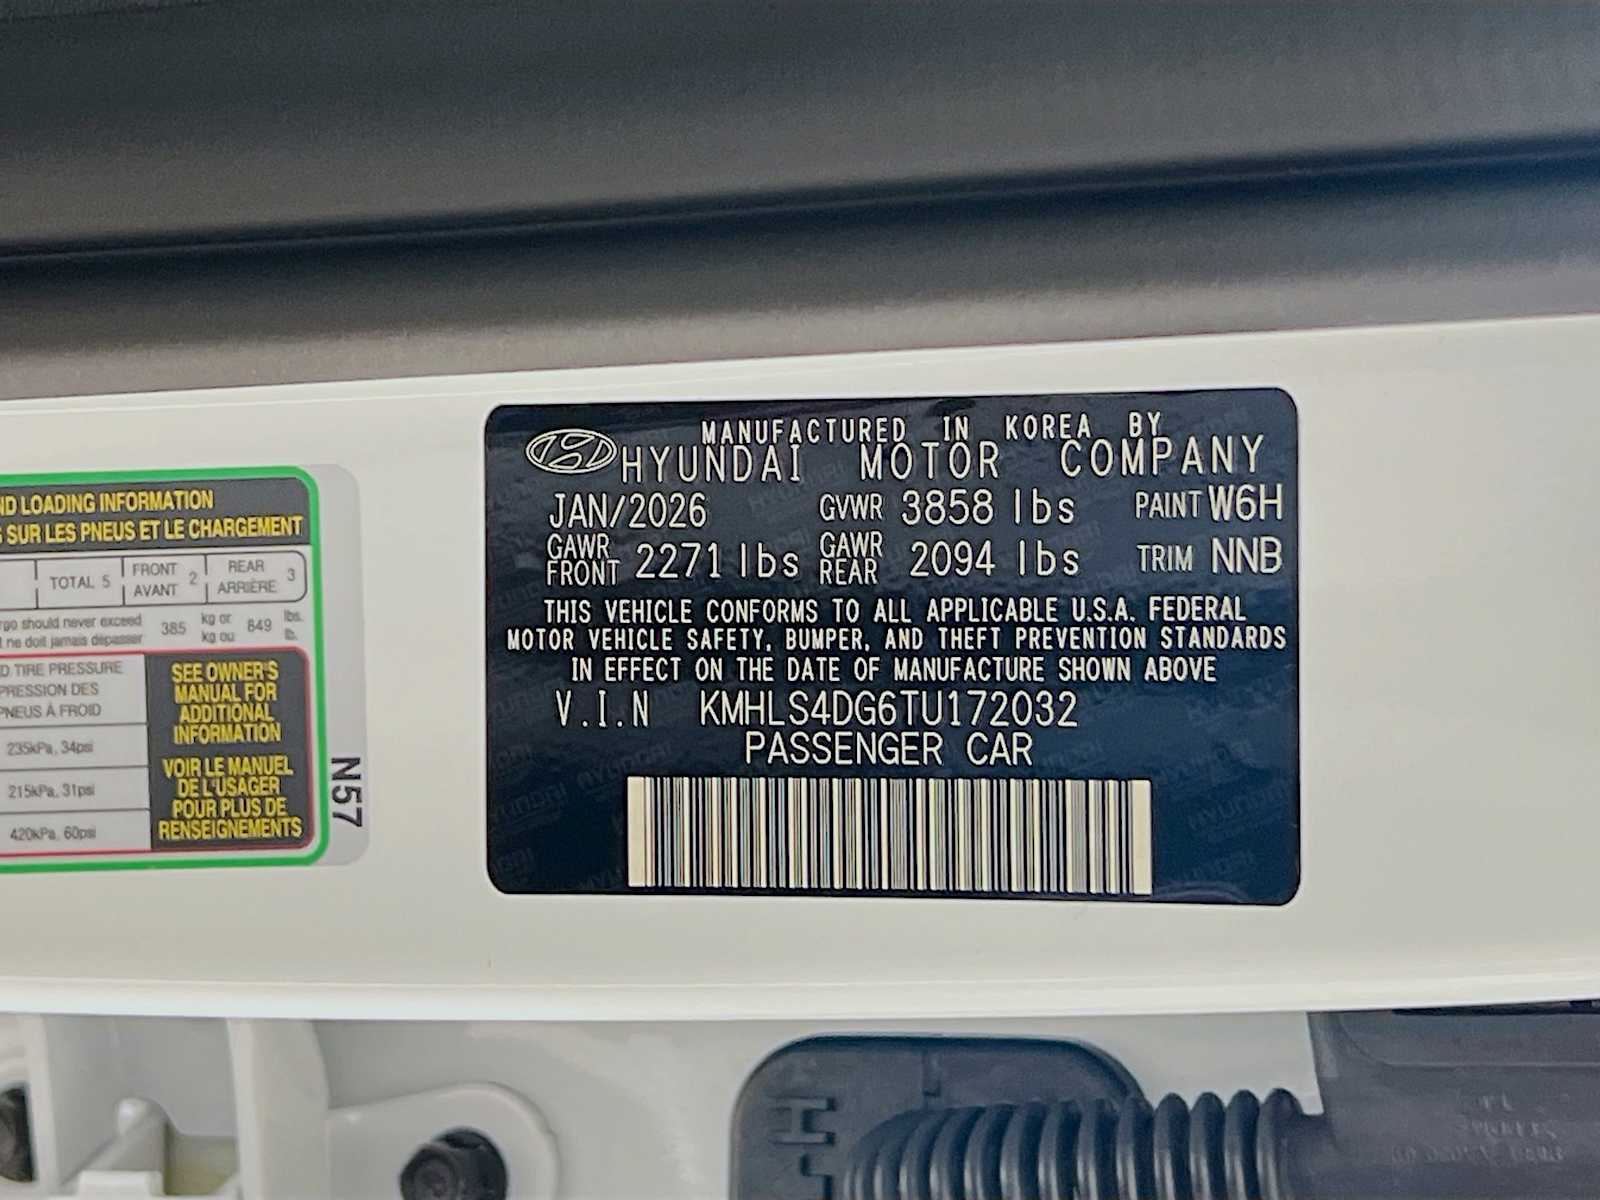 MANUFACTURED IN KOREA BY
HYUNDAI MOTOR COMPANY
JAN/2026 GVWR 3858 lbs PAINT W6H
GAWR FRONT 2271 lbs GAWR REAR 2094 lbs TRIM NNB
THIS VEHICLE CONFORMS TO ALL APPLICABLE U.S.A. FEDERAL
MOTOR VEHICLE SAFETY, BUMPER, AND THEFT PREVENTION STANDARDS
IN EFFECT ON THE DATE OF MANUFACTURE SHOWN ABOVE
V.I.N KMHLS4DG6TU172032
PASSENGER CAR
ND LOADING INFORMATION
SUR LES PNEUS ET LE CHARGEMENT
TOTAL 5 FRONT AVANT 2 REAR ARRIÈRE 3
rgo should never exceed
t ne doit jamais dépasser
385 kg or kg ou 849 lbs. lb.
D TIRE PRESSURE
PRESSION DES
PNEUS À FROID
235kPa, 34psi
215kPa, 31psi
420kPa, 60psi
SEE OWNER'S
MANUAL FOR
ADDITIONAL
INFORMATION
VOIR LE MANUEL
DE L'USAGER
POUR PLUS DE
RENSEIGNEMENTS
N57